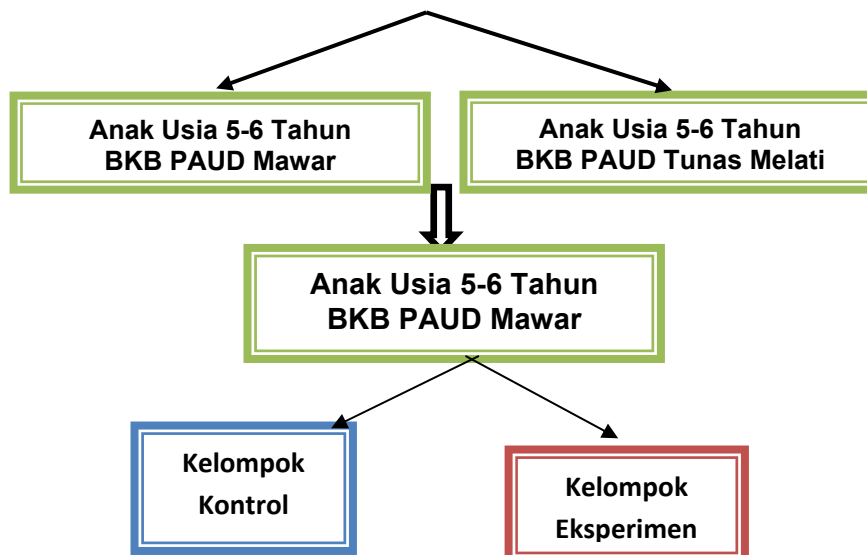 Anak Usia 5-6 Tahun
BKB PAUD Mawar
Anak Usia 5-6 Tahun
BKB PAUD Tunas Melati
Anak Usia 5-6 Tahun
BKB PAUD Mawar
Kelompok
Kontrol
Kelompok
Eksperimen